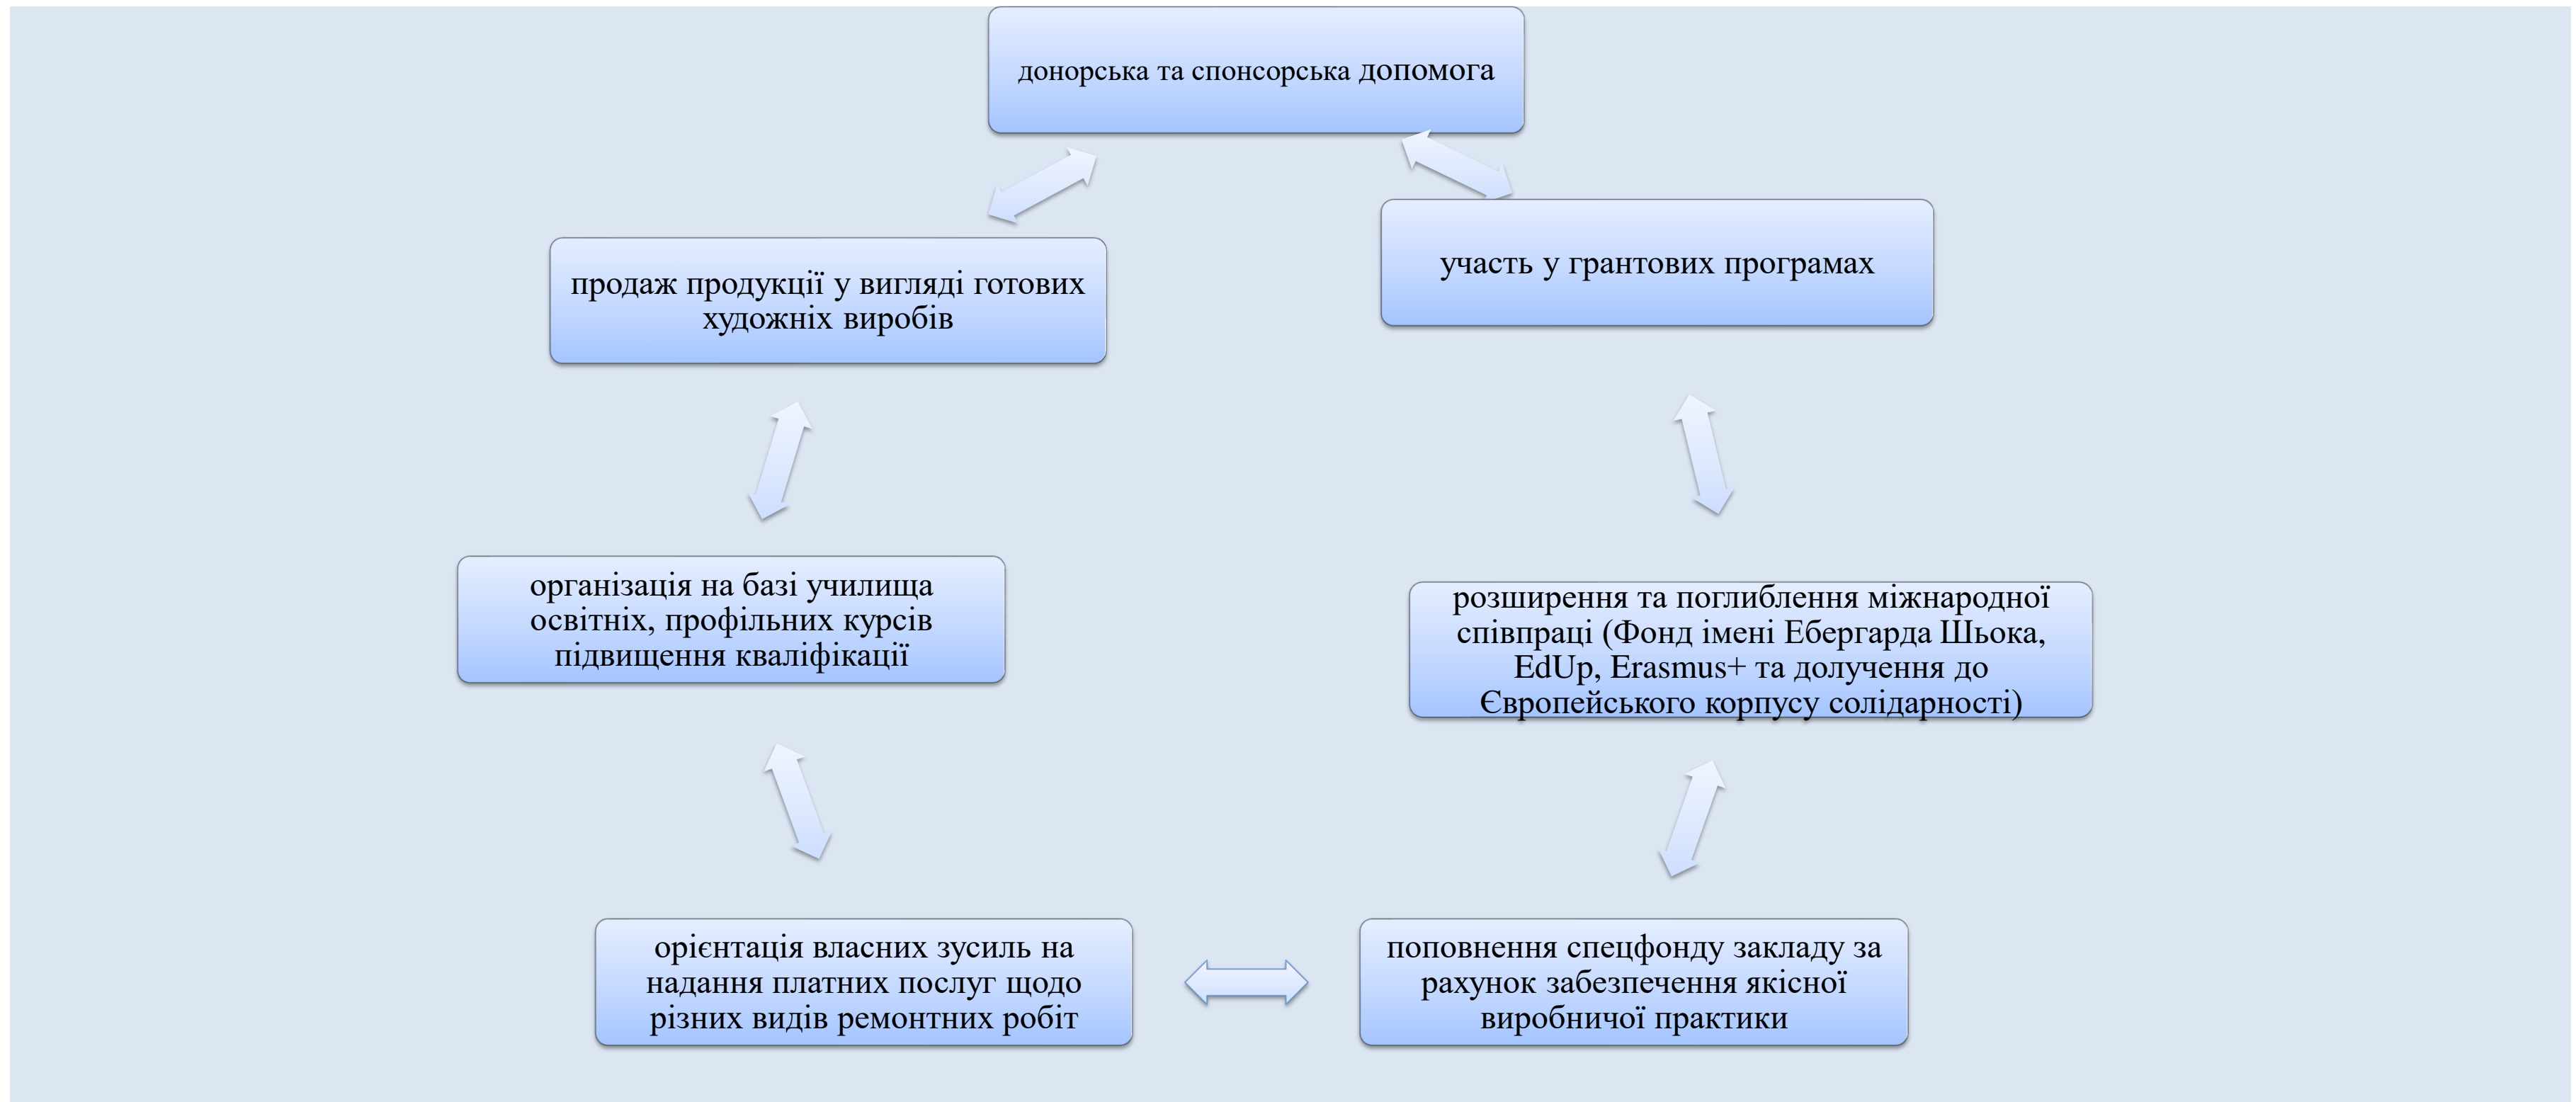 донорська та спонсорська допомога
участь у грантових програмах
продаж продукції у вигляді готових
художніх виробів
організація на базі училища
освітніх, профільних курсів
підвищення кваліфікації
розширення та поглиблення міжнародної
співпраці (Фонд імені Ебергарда Шьока,
EdUp, Erasmus+ та долучення до
Європейського корпусу солідарності)
орієнтація власних зусиль на
надання платних послуг щодо
різних видів ремонтних робіт
поповнення спецфонду закладу за
рахунок забезпечення якісної
виробничої практики